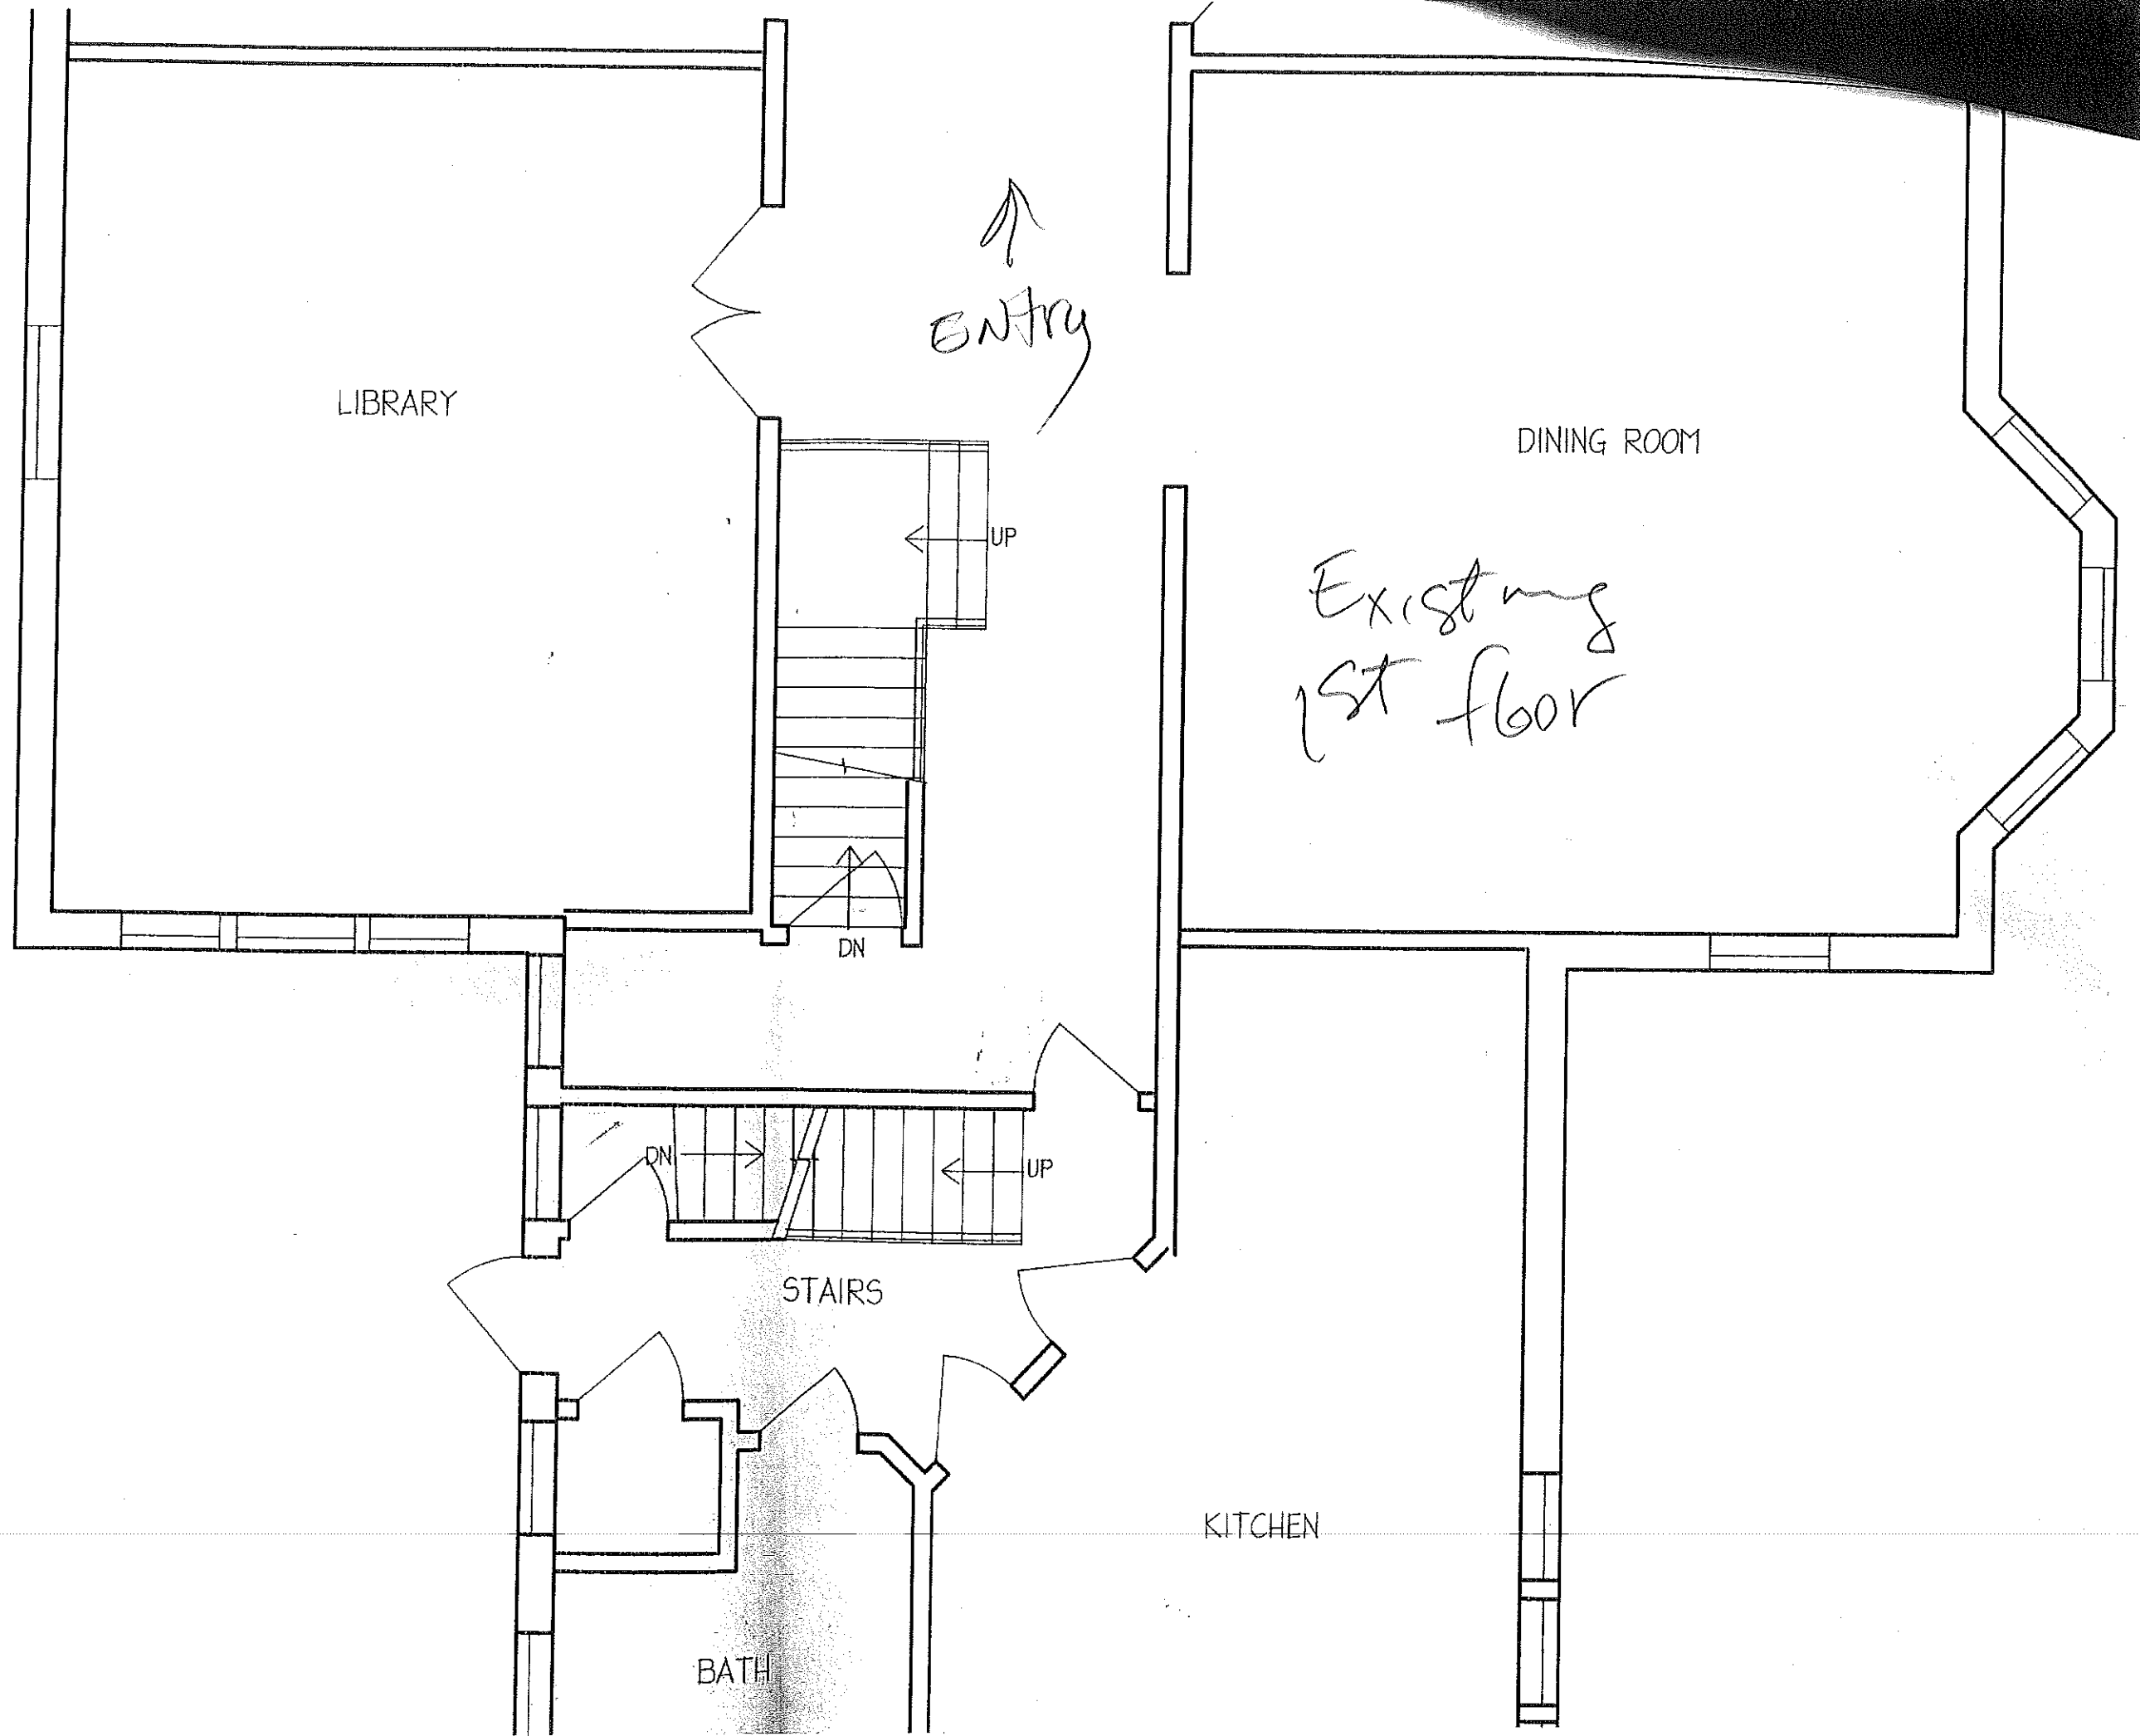 ENtry
LIBRARY
DINING ROOM
UP
Existing
1st floor
DN
DN
UP
STAIRS
KITCHEN
BATH